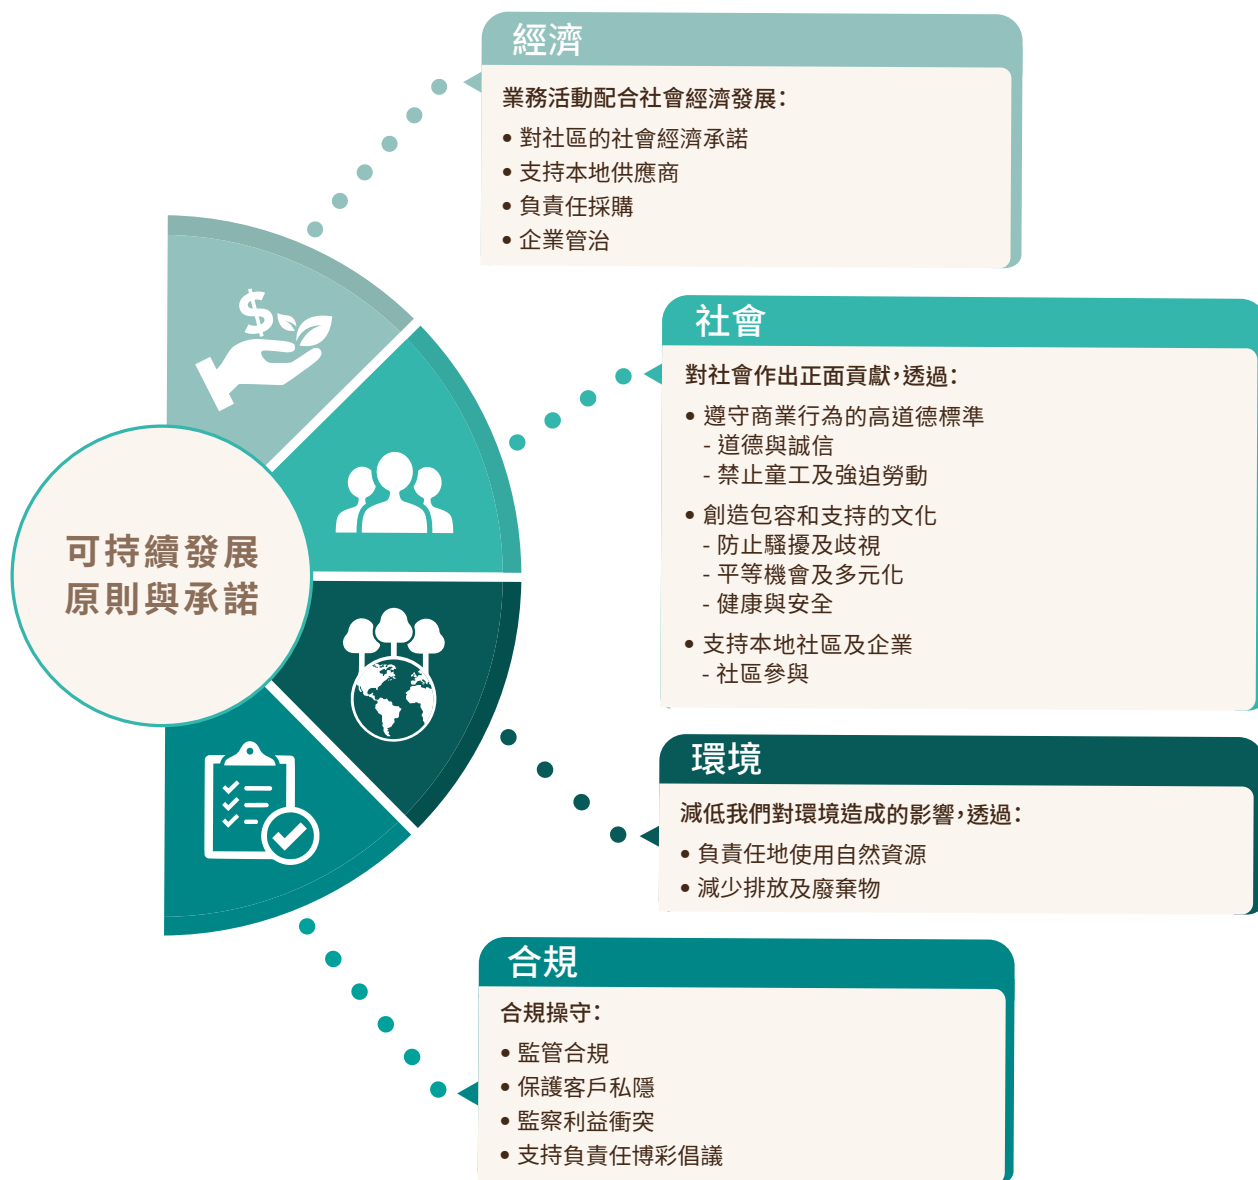 經濟
業務活動配合社會經濟發展：
• 對社區的社會經濟承諾
• 支持本地供應商
• 負責任採購
• 企業管治
$
社會
對社會作出正面貢獻，透過：
• 遵守商業行為的高道德標準
- 道德與誠信
- 禁止童工及強迫勞動
• 創造包容和支持的文化
- 防止騷擾及歧視
- 平等機會及多元化
- 健康與安全
• 支持本地社區及企業
- 社區參與
可持續發展
原則與承諾
環境
減低我們對環境造成的影響，透過：
• 負責任地使用自然資源
• 減少排放及廢棄物
合規
合規操守：
• 監管合規
• 保護客戶私隱
• 監察利益衝突
• 支持負責任博彩倡議